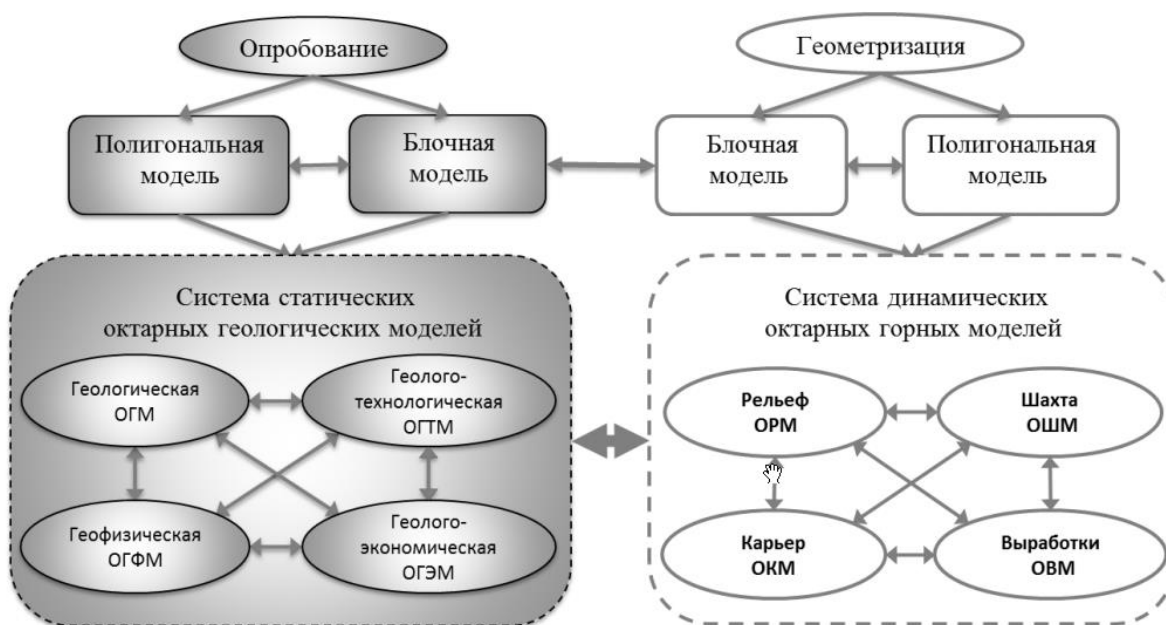 Опробование
Геометризация
Полигональная
модель
Блочная
модель
Блочная
модель
Полигональная
модель
Система статических
октарных геологических моделей
Геологическая
ОГМ
Геолого-
технологическая
ОГТМ
Геофизическая
ОГФМ
Геолого-
экономическая
ОГЭМ
Система динамических
октарных горных моделей
Рельеф
ОРМ
Шахта
ОШМ
Карьер
ОКМ
Выработки
ОВМ